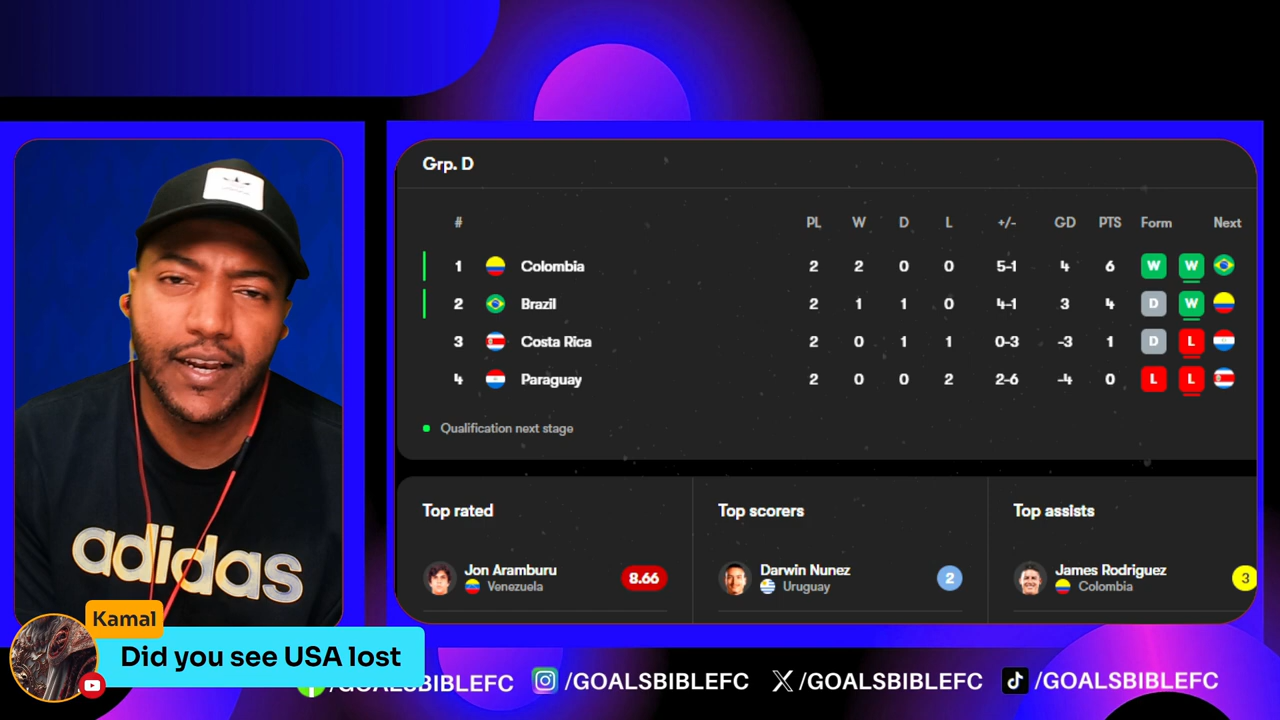 Grp. D
# PL W D L +/- GD PTS Form Next
1 Colombia 2 2 0 0 5-1 4 6 W W
2 Brazil 2 1 1 0 4-1 3 4 D W
3 Costa Rica 2 0 1 1 0-3 -3 1 D L
4 Paraguay 2 0 0 2 2-6 -4 0 L L
Qualification next stage
Top rated
Jon Aramburu
Venezuela
8.66
Top scorers
Darwin Nunez
Uruguay
2
Top assists
James Rodriguez
Colombia
3
adidas
Kamal
Did you see USA lost
/GOALSBIBLEFC
/GOALSBIBLEFC
/GOALSBIBLEFC
/GOALSBIBLEFC